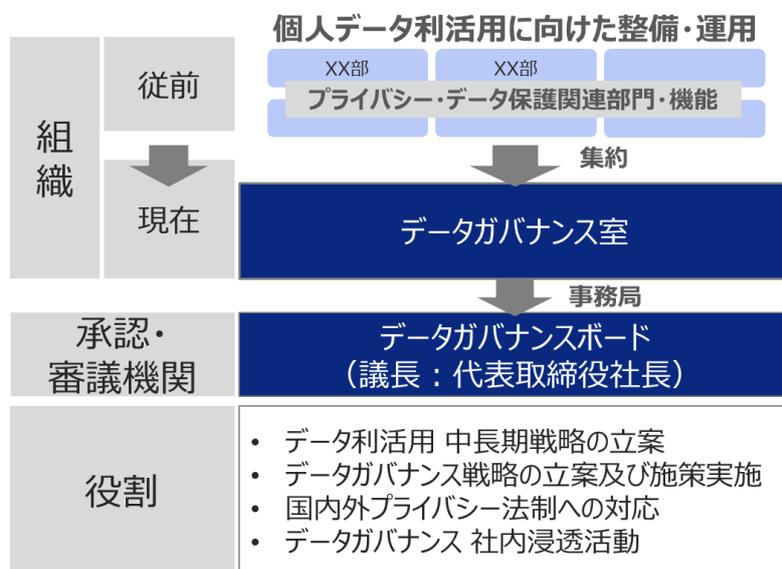 個人データ利活用に向けた整備・運用
組織
従前
XX部
XX部
プライバシー・データ保護関連部門・機能
集約
現在
データガバナンス室
事務局
承認・
審議機関
データガバナンスボード
（議長：代表取締役社長）
役割
• データ利活用 中長期戦略の立案
• データガバナンス戦略の立案及び施策実施
• 国内外プライバシー法制への対応
• データガバナンス 社内浸透活動